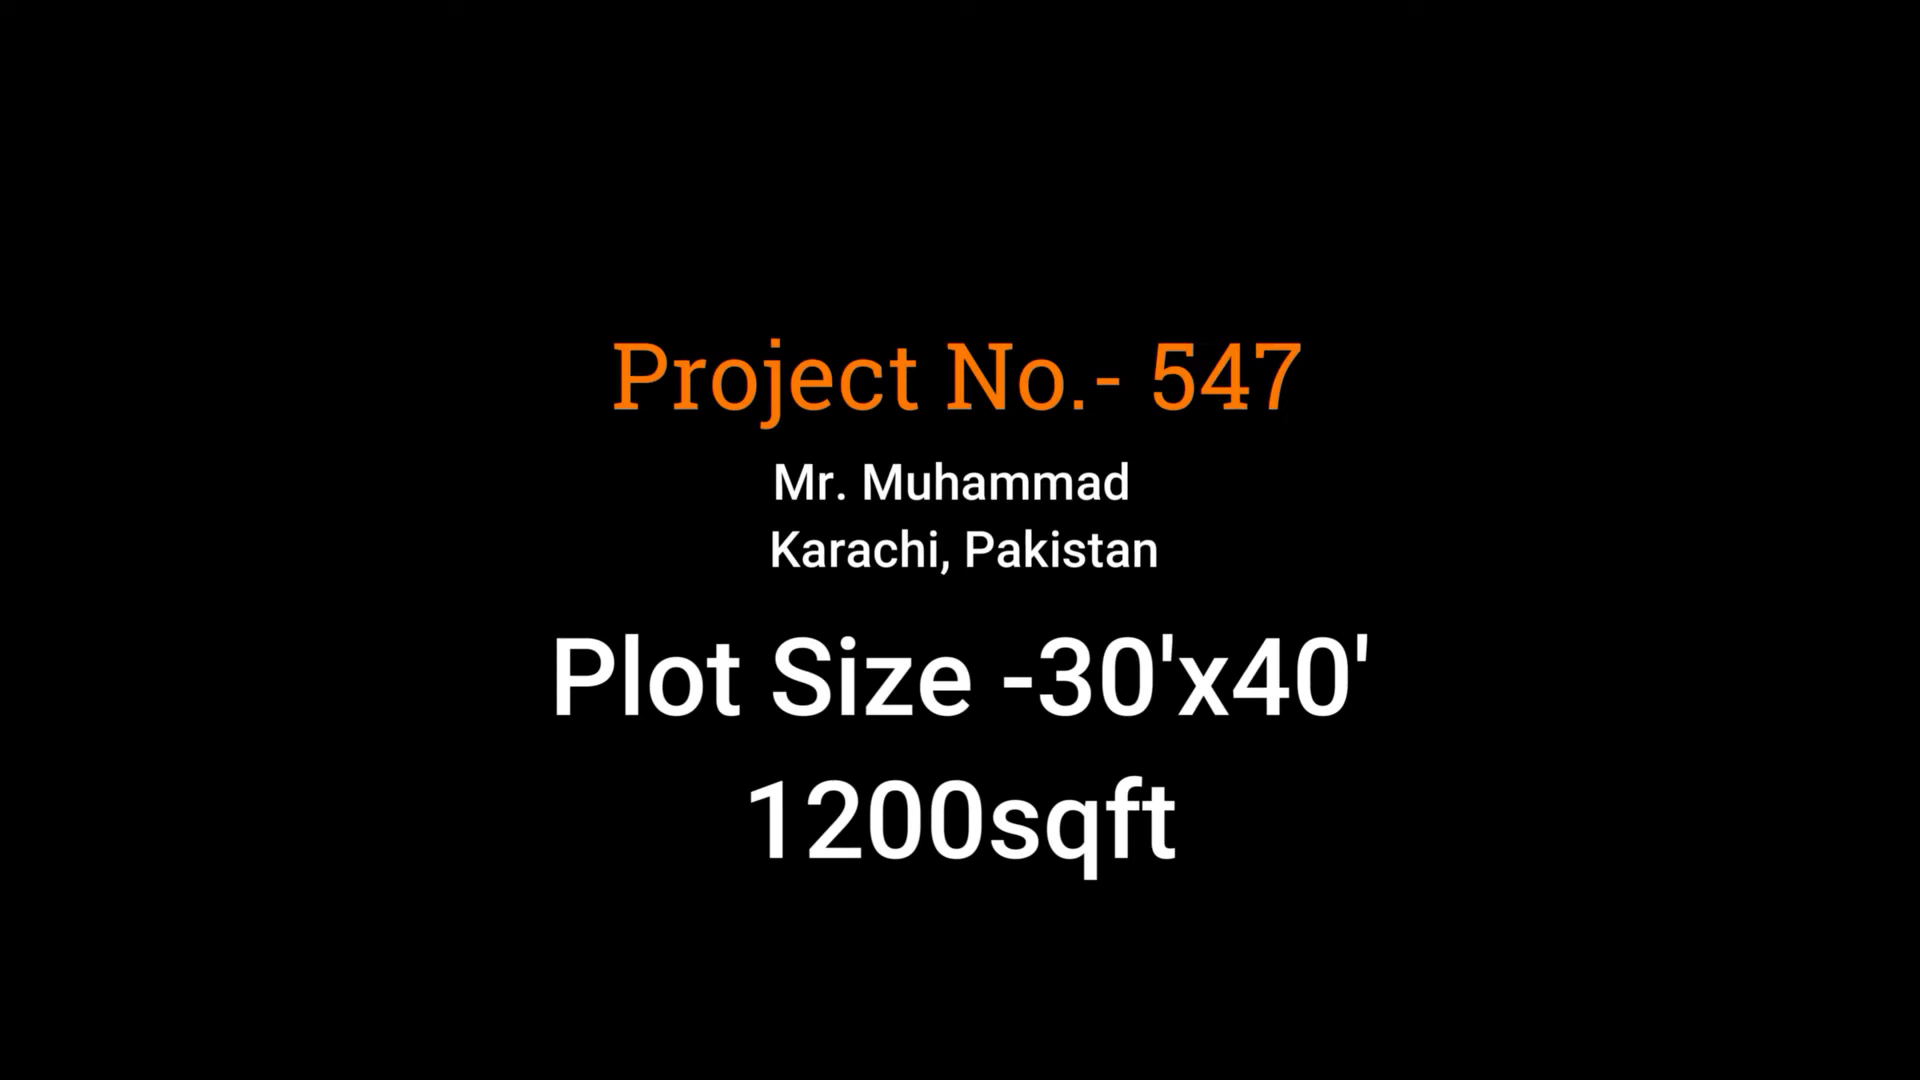 Project No.- 547
Mr. Muhammad
Karachi, Pakistan
Plot Size -30'x40'
1200sqft